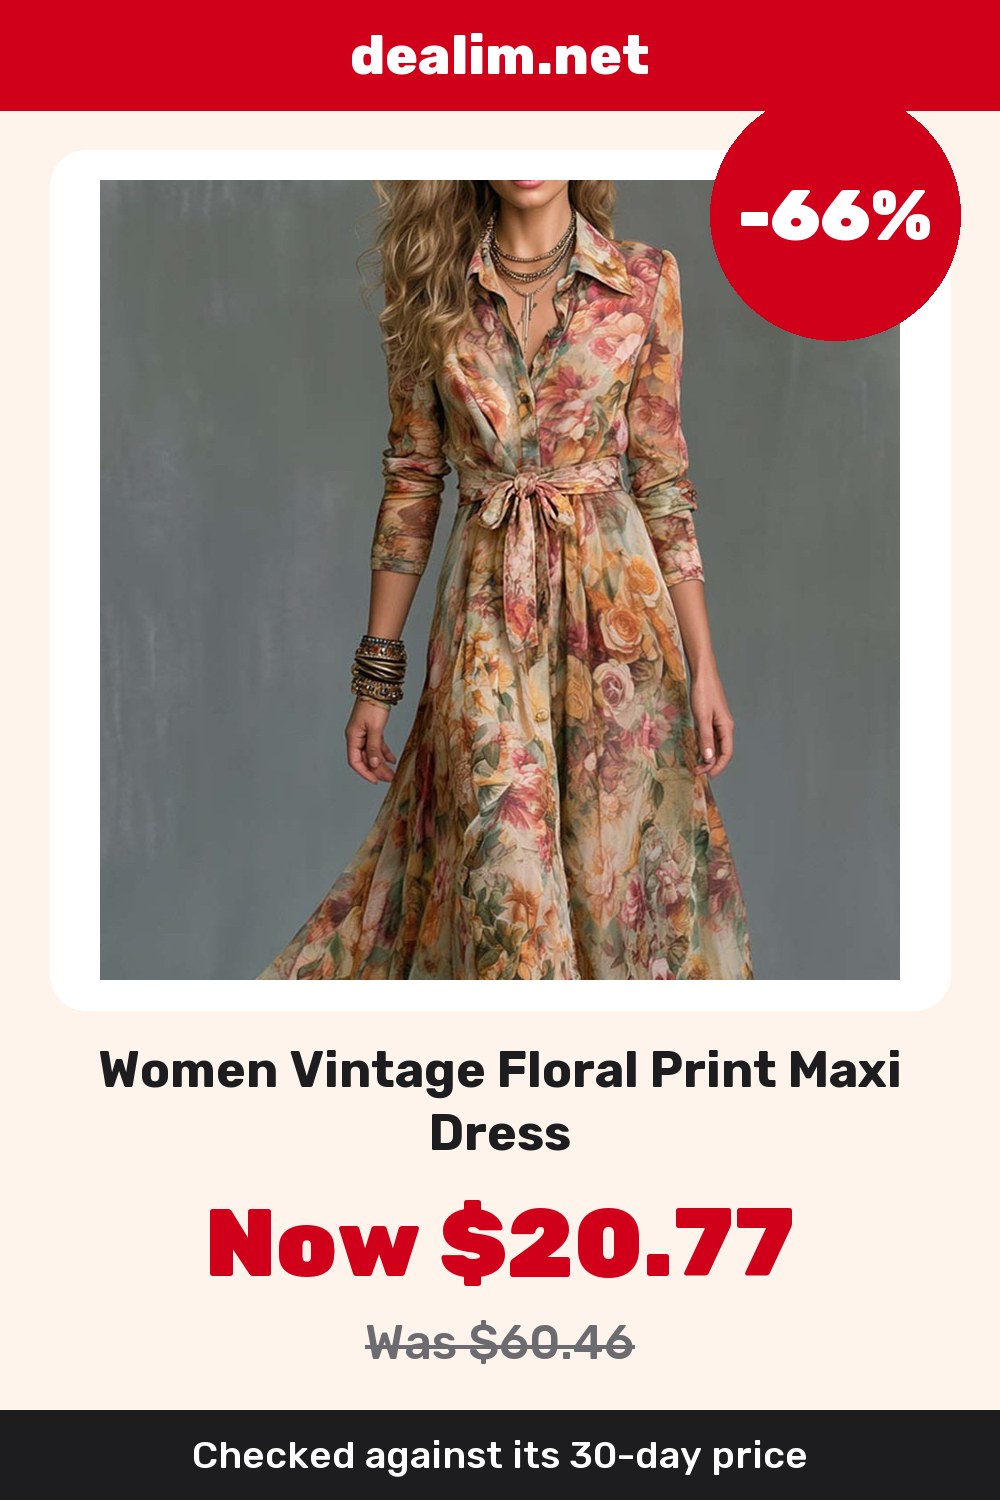 dealim.net
-66%
Women Vintage Floral Print Maxi
Dress
Now $20.77
Was $60.46
Checked against its 30-day price